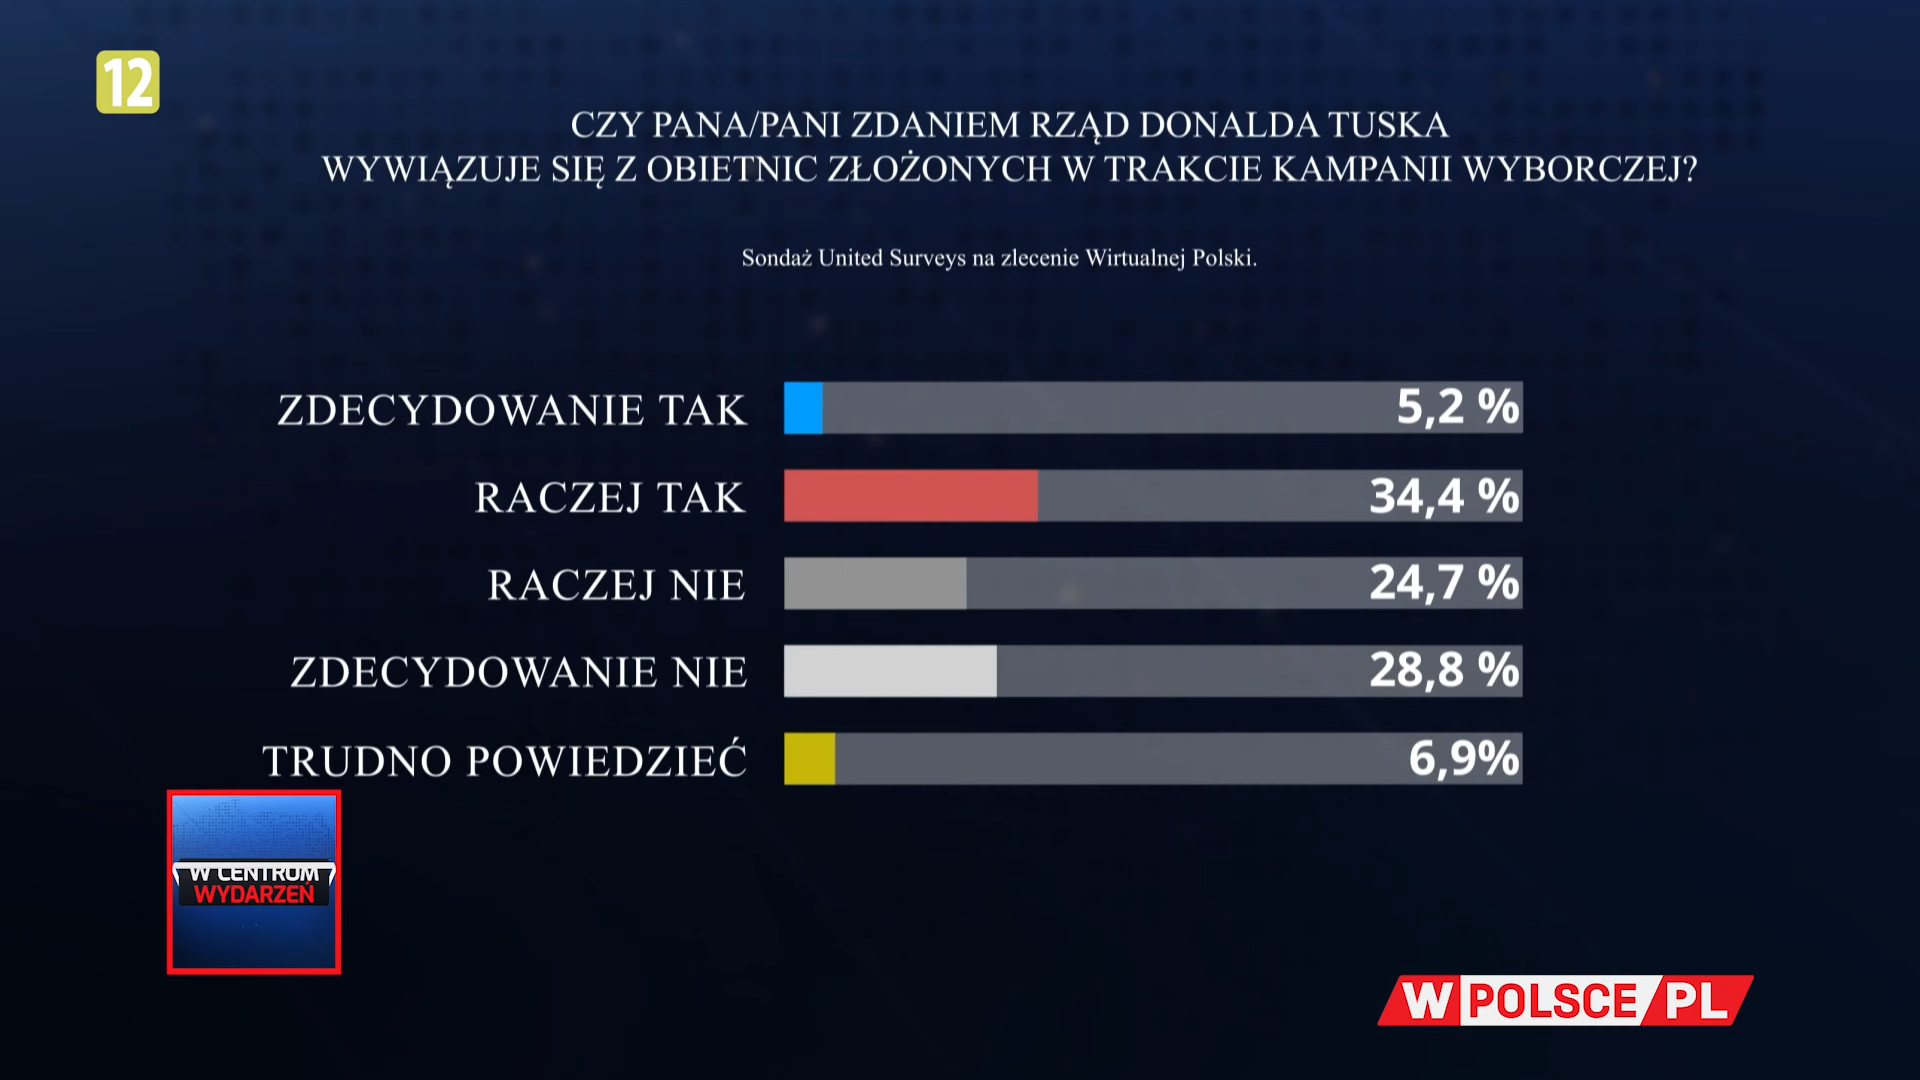 12
CZY PANA/PANI ZDANIEM RZĄD DONALDA TUSKA
WYWIĄZUJE SIĘ Z OBIETNIC ZŁOŻONYCH W TRAKCIE KAMPANII WYBORCZEJ?
Sondaż United Surveys na zlecenie Wirtualnej Polski.
ZDECYDOWANIE TAK 5,2 %
RACZEJ TAK 34,4 %
RACZEJ NIE 24,7 %
ZDECYDOWANIE NIE 28,8 %
TRUDNO POWIEDZIEĆ 6,9%
W CENTRUM
WYDARZEŃ
W POLSCE/PL